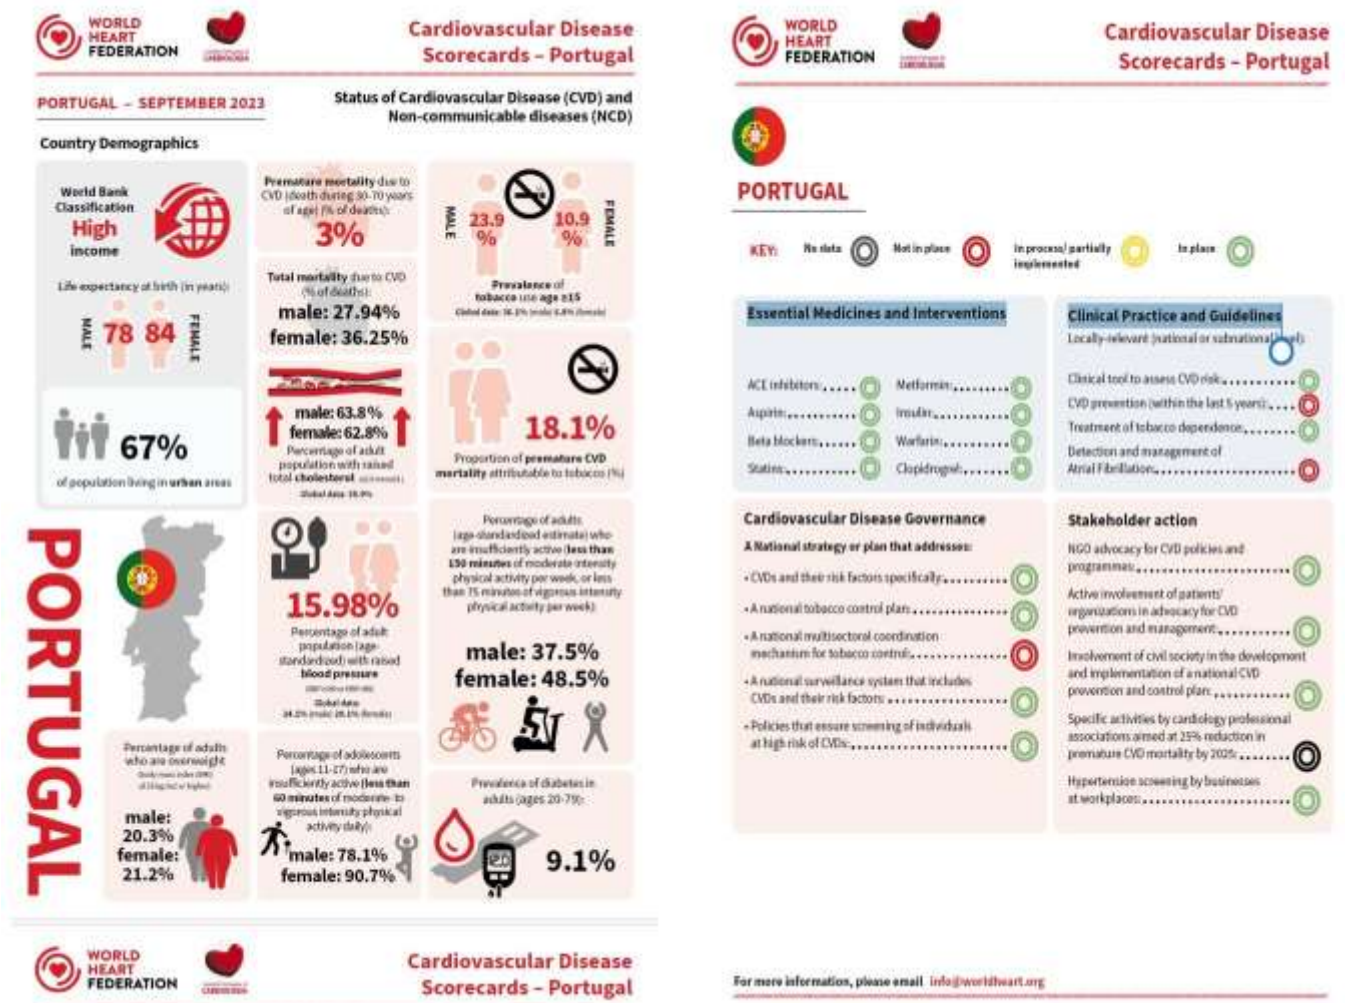 WORLD
HEART
FEDERATION
Cardiovascular Disease
Scorecards – Portugal
PORTUGAL – SEPTEMBER 2023
Status of Cardiovascular Disease (CVD) and
Non-communicable diseases (NCD)
Country Demographics
World Bank
Classification
High
income
Life expectancy at birth (in years):
MALE
78 84
FEMALE
67%
of population living in urban areas
Premature mortality due to
CVD (death during 30-70 years
of age) (% of deaths):
3%
Total mortality due to CVD
(% of deaths):
male: 27.94%
female: 36.25%
male: 63.8%
female: 62.8%
Percentage of adult
population with raised
total cholesterol
MALE
23.9
%
10.9
%
FEMALE
Prevalence of
tobacco use age ≥15
18.1%
Proportion of premature CVD
mortality attributable to tobacco (%)
PORTUGAL
15.98%
Percentage of adult
population (age-
standardized) with raised
blood pressure
Global data:
Percentage of adults
(age-standardized estimate) who
are insufficiently active (less than
150 minutes of moderate intensity
physical activity per week, or less
than 75 minutes of vigorous intensity
physical activity per week)
male: 37.5%
female: 48.5%
Percentage of adults
who are overweight
male:
20.3%
female:
21.2%
Percentage of adolescents
(ages 11-17) who are
insufficiently active (less than
60 minutes of moderate- to
vigorous intensity physical
activity daily):
male: 78.1%
female: 90.7%
Prevalence of diabetes in
adults (ages 20-79):
9.1%
WORLD
HEART
FEDERATION
Cardiovascular Disease
Scorecards – Portugal
WORLD
HEART
FEDERATION
Cardiovascular Disease
Scorecards – Portugal
PORTUGAL
KEY:
No data
Not in place
In process/ partially
implemented
In place
Essential Medicines and Interventions
ACE inhibitors:
Metformin:
Aspirin:
Insulin:
Beta blockers:
Warfarin:
Statins:
Clopidrogrel:
Clinical Practice and Guidelines
Locally-relevant (national or subnational level):
Clinical tool to assess CVD risk:
CVD prevention (within the last 5 years):
Treatment of tobacco dependence:
Detection and management of
Atrial Fibrillation:
Cardiovascular Disease Governance
A National strategy or plan that addresses:
• CVDs and their risk factors specifically:
• A national tobacco control plan:
• A national multisectoral coordination
mechanism for tobacco control:
• A national surveillance system that includes
CVDs and their risk factors:
• Policies that ensure screening of individuals
at high risk of CVDs:
Stakeholder action
NGO advocacy for CVD policies and
programmes:
Active involvement of patients'
organizations in advocacy for CVD
prevention and management:
Involvement of civil society in the development
and implementation of a national CVD
prevention and control plan:
Specific activities by cardiology professional
associations aimed at 25% reduction in
premature CVD mortality by 2025:
Hypertension screening by businesses
at workplaces:
For more information, please email info@worldheart.org